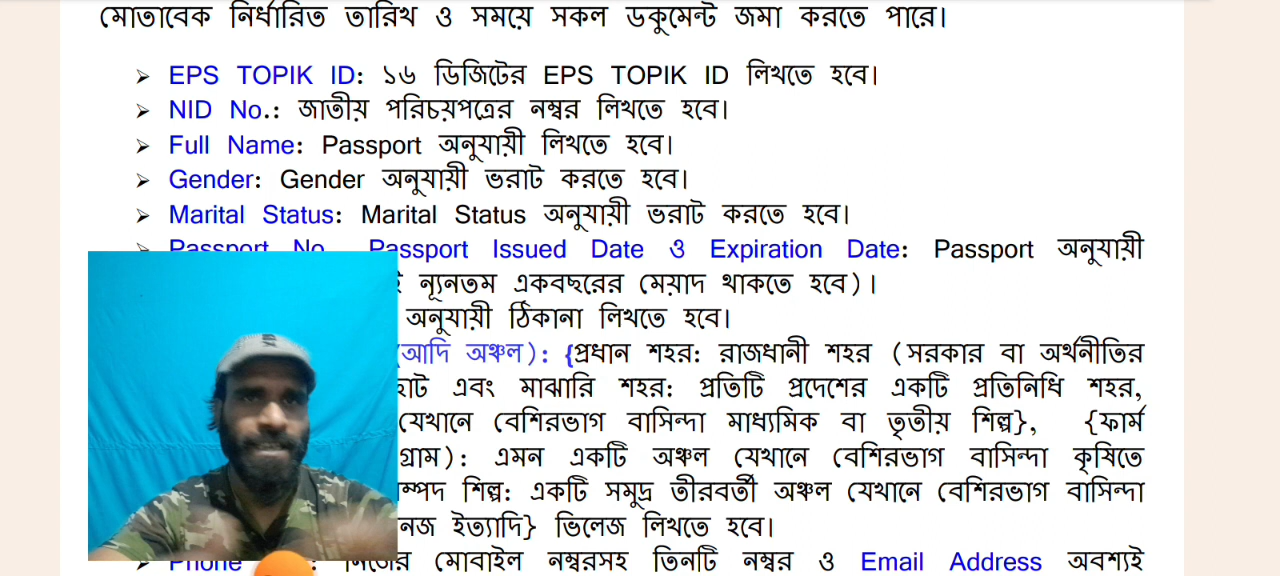 মোতাবেক নির্ধারিত তারিখ ও সময়ে সকল ডকুমেন্ট জমা করতে পারে।
➢ EPS TOPIK ID: ১৬ ডিজিটের EPS TOPIK ID লিখতে হবে।
➢ NID No.: জাতীয় পরিচয়পত্রের নম্বর লিখতে হবে।
➢ Full Name: Passport অনুযায়ী লিখতে হবে।
➢ Gender: Gender অনুযায়ী ভরাট করতে হবে।
➢ Marital Status: Marital Status অনুযায়ী ভরাট করতে হবে।
➢ Passport No Passport Issued Date ও Expiration Date: Passport অনুযায়ী
ন্যূনতম একবছরের মেয়াদ থাকতে হবে)।
অনুযায়ী ঠিকানা লিখতে হবে।
(আদি অঞ্চল): {প্রধান শহর: রাজধানী শহর (সরকার বা অর্থনীতির
এবং মাঝারি শহর: প্রতিটি প্রদেশের একটি প্রতিনিধি শহর,
যেখানে বেশিরভাগ বাসিন্দা মাধ্যমিক বা তৃতীয় শিল্প}, {ফার্ম
গ্রাম): এমন একটি অঞ্চল যেখানে বেশিরভাগ বাসিন্দা কৃষিতে
শিল্প: একটি সমুদ্র তীরবর্তী অঞ্চল যেখানে বেশিরভাগ বাসিন্দা
ইত্যাদি} ভিলেজ লিখতে হবে।
➢ Phone মোবাইল নম্বরসহ তিনটি নম্বর ও Email Address অবশ্যই